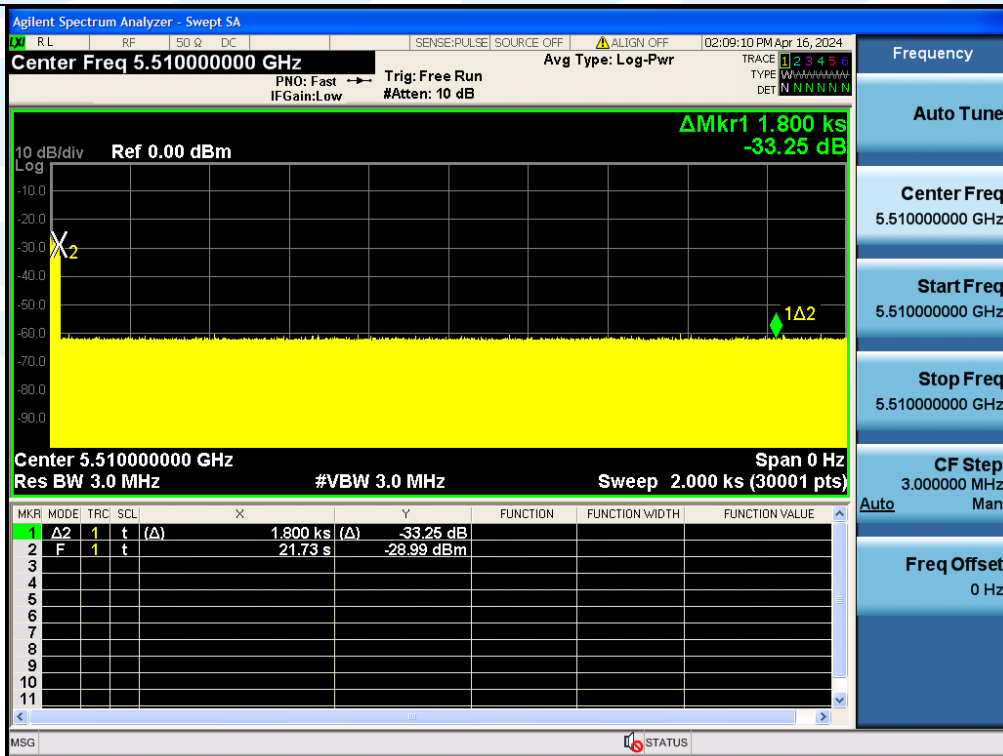 Agilent Spectrum Analyzer - Swept SA
LXI RL RF 50 Ω DC SENSE:PULSE SOURCE OFF ALIGN OFF 02:09:10 PM Apr 16, 2024
Center Freq 5.510000000 GHz
Avg Type: Log-Pwr
TRACE 1 2 3 4 5 6
PNO: Fast Trig: Free Run
TYPE WWWWWW
IFGain:Low #Atten: 10 dB
DET N N N N N N
ΔMkr1 1.800 ks
-33.25 dB
10 dB/div Ref 0.00 dBm
Log
-10.0
-20.0
-30.0
-40.0
-50.0
-60.0
-70.0
-80.0
-90.0
X2
1Δ2
Center 5.510000000 GHz Span 0 Hz
Res BW 3.0 MHz #VBW 3.0 MHz Sweep 2.000 ks (30001 pts)
MKR MODE TRC SCL X Y FUNCTION FUNCTION WIDTH FUNCTION VALUE
1 Δ2 1 t (Δ) 1.800 ks (Δ) -33.25 dB
2 F 1 t 21.73 s -28.99 dBm
3
4
5
6
7
8
9
10
11
MSG STATUS
Frequency
Auto Tune
Center Freq
5.510000000 GHz
Start Freq
5.510000000 GHz
Stop Freq
5.510000000 GHz
CF Step
3.000000 MHz
Auto Man
Freq Offset
0 Hz